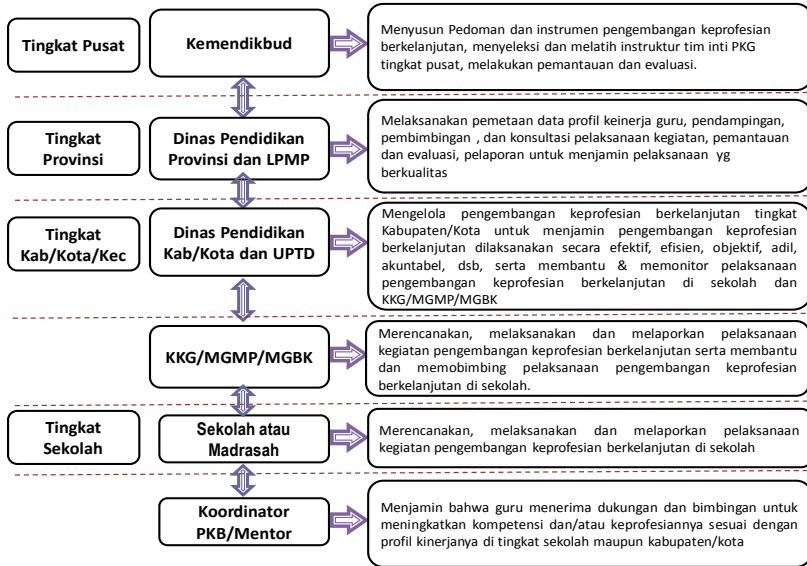 Tingkat Pusat
Kemendikbud
Menyusun Pedoman dan instrumen pengembangan keprofesian
berkelanjutan, menyeleksi dan melatih instruktur tim inti PKG
tingkat pusat, melakukan pemantauan dan evaluasi.
Tingkat
Provinsi
Dinas Pendidikan
Provinsi dan LPMP
Melaksanakan pemetaan data profil keinerja guru, pendampingan,
pembimbingan , dan konsultasi pelaksanaan kegiatan, pemantauan
dan evaluasi, pelaporan untuk menjamin pelaksanaan yg
berkualitas
Tingkat
Kab/Kota/Kec
Dinas Pendidikan
Kab/Kota dan UPTD
Mengelola pengembangan keprofesian berkelanjutan tingkat
Kabupaten/Kota untuk menjamin pengembangan keprofesian
berkelanjutan dilaksanakan secara efektif, efisien, objektif, adil,
akuntabel, dsb, serta membantu & memonitor pelaksanaan
pengembangan keprofesian berkelanjutan di sekolah dan
KKG/MGMP/MGBK
KKG/MGMP/MGBK
Merencanakan, melaksanakan dan melaporkan pelaksanaan
kegiatan pengembangan keprofesian berkelanjutan serta membantu
dan memobimbing pelaksanaan pengembangan keprofesian
berkelanjutan di sekolah.
Tingkat
Sekolah
Sekolah atau
Madrasah
Merencanakan, melaksanakan dan melaporkan pelaksanaan
kegiatan pengembangan keprofesian berkelanjutan di sekolah
Koordinator
PKB/Mentor
Menjamin bahwa guru menerima dukungan dan bimbingan untuk
meningkatkan kompetensi dan/atau keprofesiannya sesuai dengan
profil kinerjanya di tingkat sekolah maupun kabupaten/kota